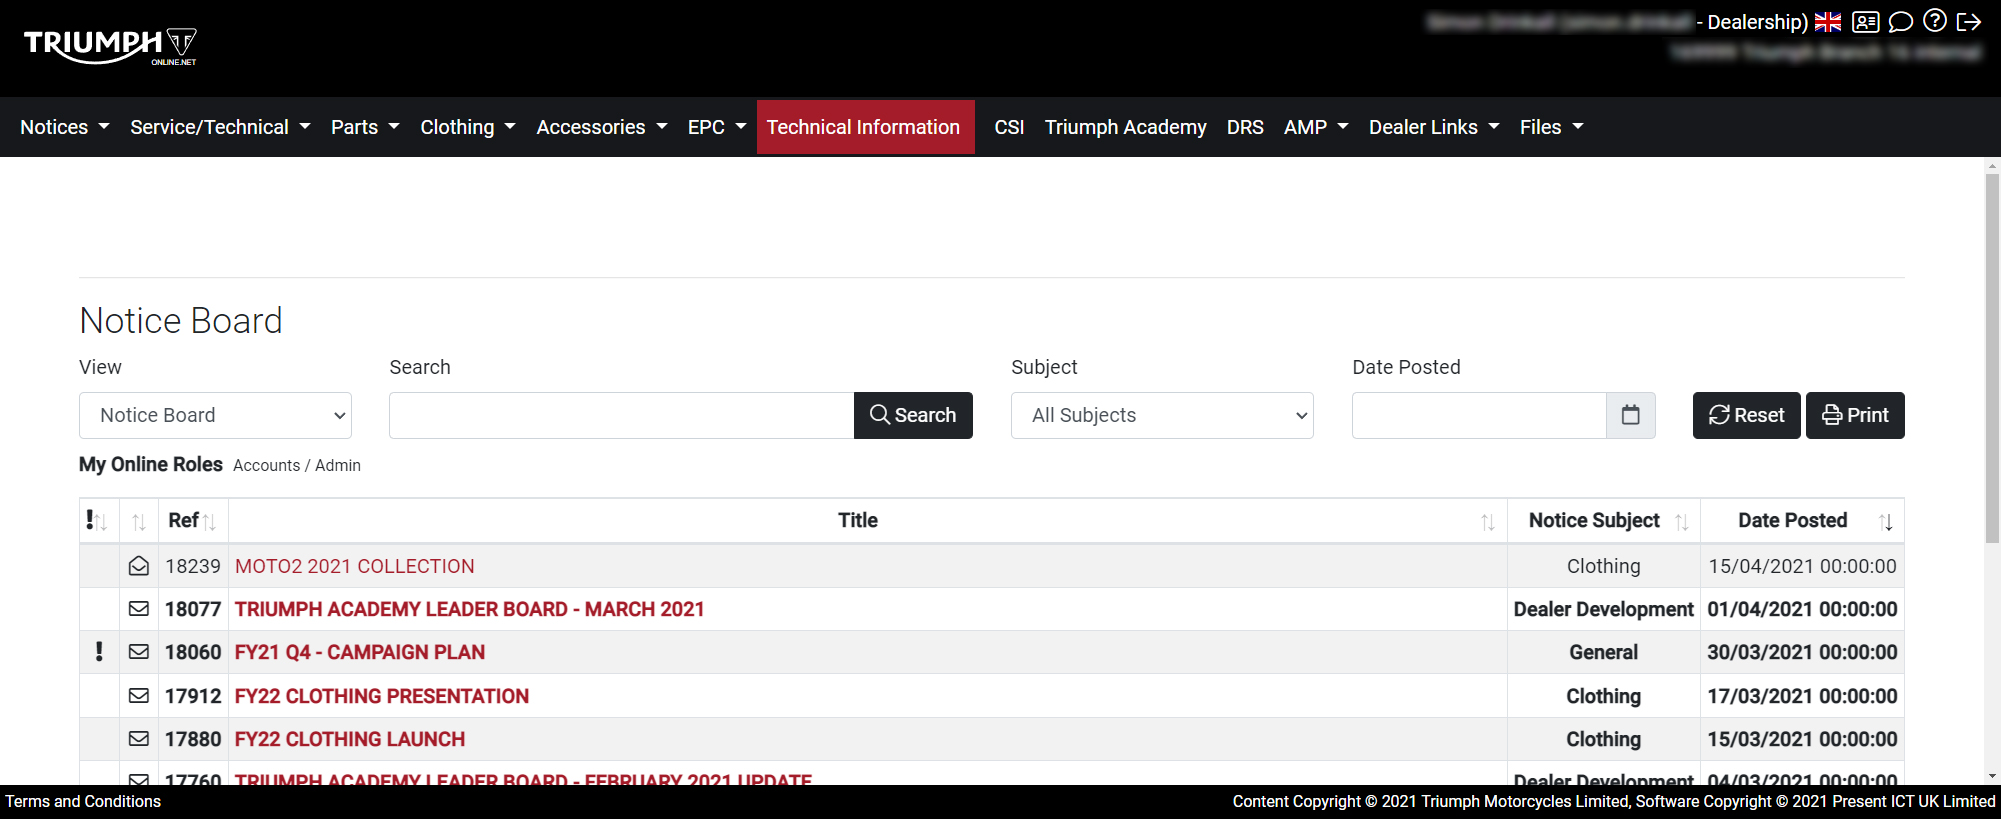 - Dealership)
TRIUMPH
ONLINE.NET
Notices Service/Technical Parts Clothing Accessories EPC Technical Information CSI Triumph Academy DRS AMP Dealer Links Files
Notice Board
View Search Subject Date Posted
Notice Board Search All Subjects Reset Print
My Online Roles Accounts / Admin
! Ref Title Notice Subject Date Posted
18239 MOTO2 2021 COLLECTION Clothing 15/04/2021 00:00:00
18077 TRIUMPH ACADEMY LEADER BOARD - MARCH 2021 Dealer Development 01/04/2021 00:00:00
! 18060 FY21 Q4 - CAMPAIGN PLAN General 30/03/2021 00:00:00
17912 FY22 CLOTHING PRESENTATION Clothing 17/03/2021 00:00:00
17880 FY22 CLOTHING LAUNCH Clothing 15/03/2021 00:00:00
17760 TRIUMPH ACADEMY LEADER BOARD - FEBRUARY 2021 UPDATE Dealer Development 04/03/2021 00:00:00
Terms and Conditions Content Copyright © 2021 Triumph Motorcycles Limited, Software Copyright © 2021 Present ICT UK Limited